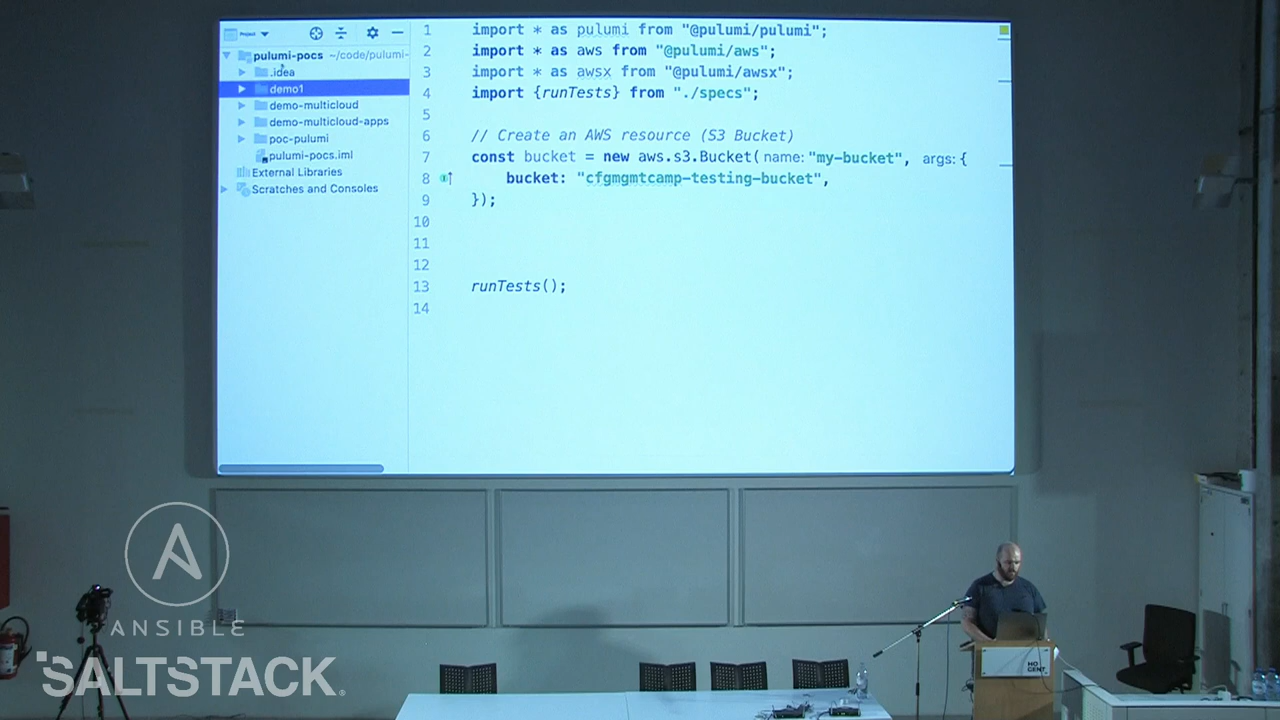 Project
pulumi-pocs ~/code/pulumi-
.idea
demo1
demo-multicloud
demo-multicloud-apps
poc-pulumi
pulumi-pocs.iml
External Libraries
Scratches and Consoles
1 import * as pulumi from "@pulumi/pulumi";
2 import * as aws from "@pulumi/aws";
3 import * as awsx from "@pulumi/awsx";
4 import {runTests} from "./specs";
5
6 // Create an AWS resource (S3 Bucket)
7 const bucket = new aws.s3.Bucket( name: "my-bucket", args: {
8 bucket: "cfgmgmtcamp-testing-bucket",
9 });
10
11
12
13 runTests();
14
ANSIBLE
SALTSTACK®
HO
GENT